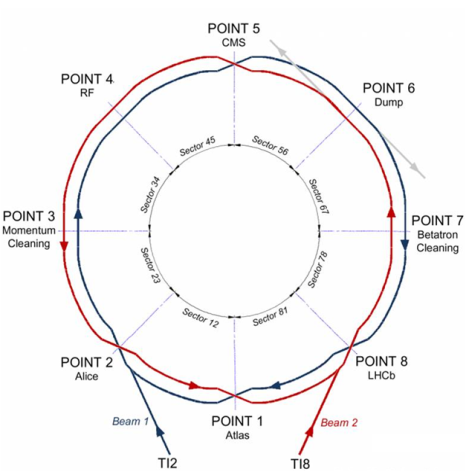 POINT 5
CMS
POINT 4
RF
POINT 6
Dump
Sector 45
Sector 56
Sector 34
Sector 67
POINT 3
Momentum
Cleaning
POINT 7
Betatron
Cleaning
Sector 23
Sector 78
Sector 12
Sector 81
POINT 2
Alice
POINT 8
LHCb
POINT 1
Atlas
Beam 1
Beam 2
TI2
TI8